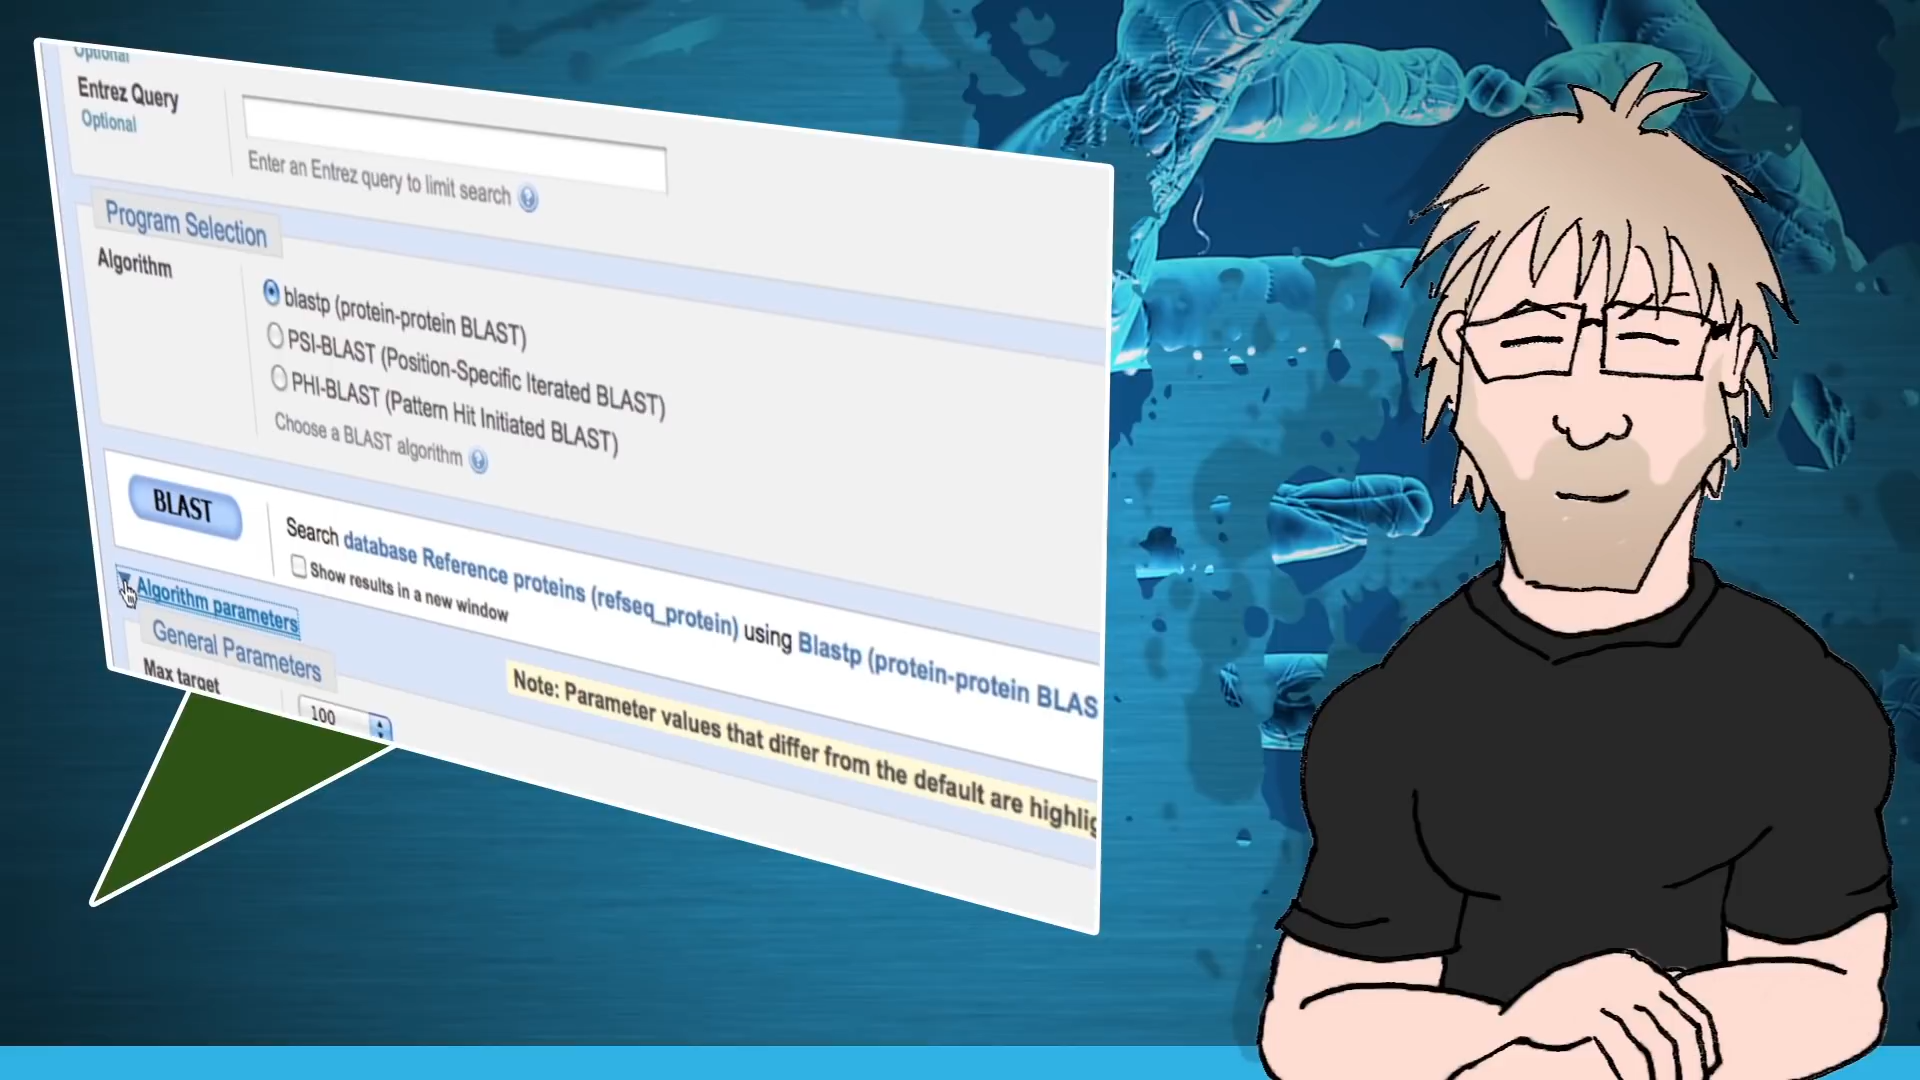 Optional
Entrez Query
Optional
Enter an Entrez query to limit search
Program Selection
Algorithm
blastp (protein-protein BLAST)
PSI-BLAST (Position-Specific Iterated BLAST)
PHI-BLAST (Pattern Hit Initiated BLAST)
Choose a BLAST algorithm
BLAST
Search database Reference proteins (refseq_protein) using Blastp (protein-protein BLAS
Show results in a new window
Algorithm parameters
General Parameters
Note: Parameter values that differ from the default are highlig
Max target
100